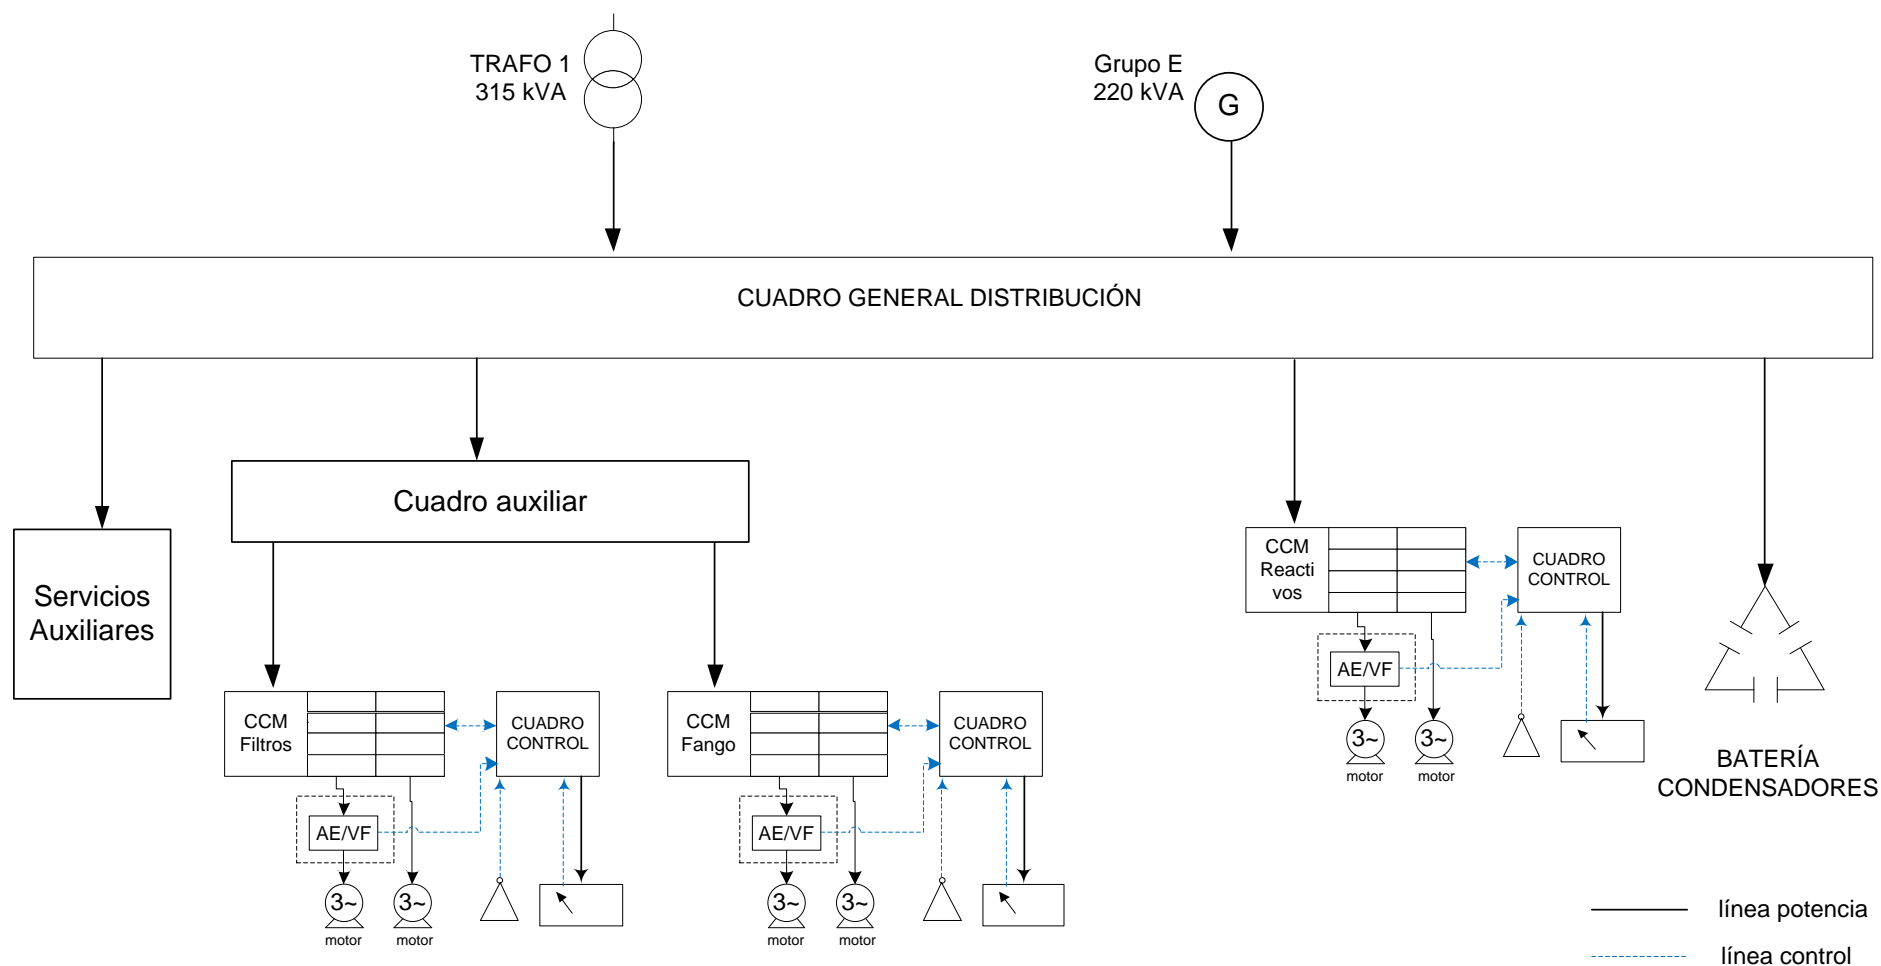 TRAFO 1
315 kVA
Grupo E
220 kVA
G
CUADRO GENERAL DISTRIBUCIÓN
Cuadro auxiliar
Servicios
Auxiliares
CCM
Reacti
vos
CUADRO
CONTROL
AE/VF
3~
3~
motor
motor
BATERÍA
CONDENSADORES
CCM
Filtros
CUADRO
CONTROL
AE/VF
3~
3~
motor
motor
CCM
Fango
CUADRO
CONTROL
AE/VF
3~
3~
motor
motor
línea potencia
línea control